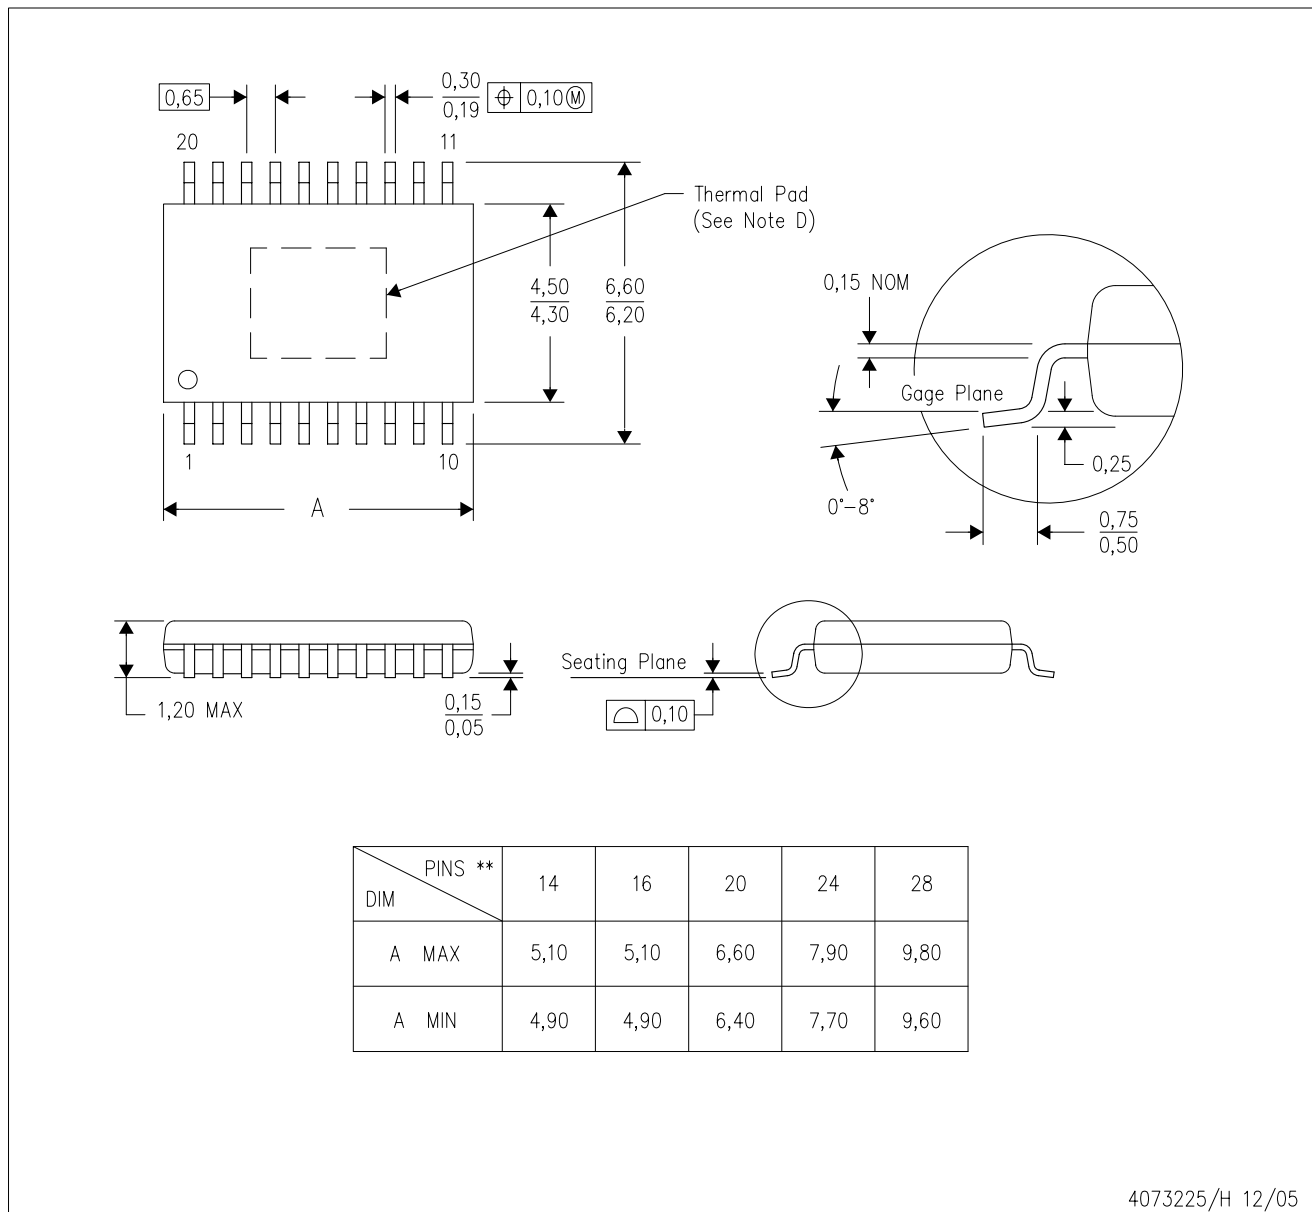 0,65
0,30
0,19
⌖ 0,10Ⓜ
20
11
Thermal Pad
(See Note D)
4,50
4,30
6,60
6,20
1
10
A
0,15 NOM
Gage Plane
0,25
0°–8°
0,75
0,50
1,20 MAX
0,15
0,05
Seating Plane
⌓ 0,10
PINS **
DIM
14 16 20 24 28
A MAX 5,10 5,10 6,60 7,90 9,80
A MIN 4,90 4,90 6,40 7,70 9,60
4073225/H 12/05